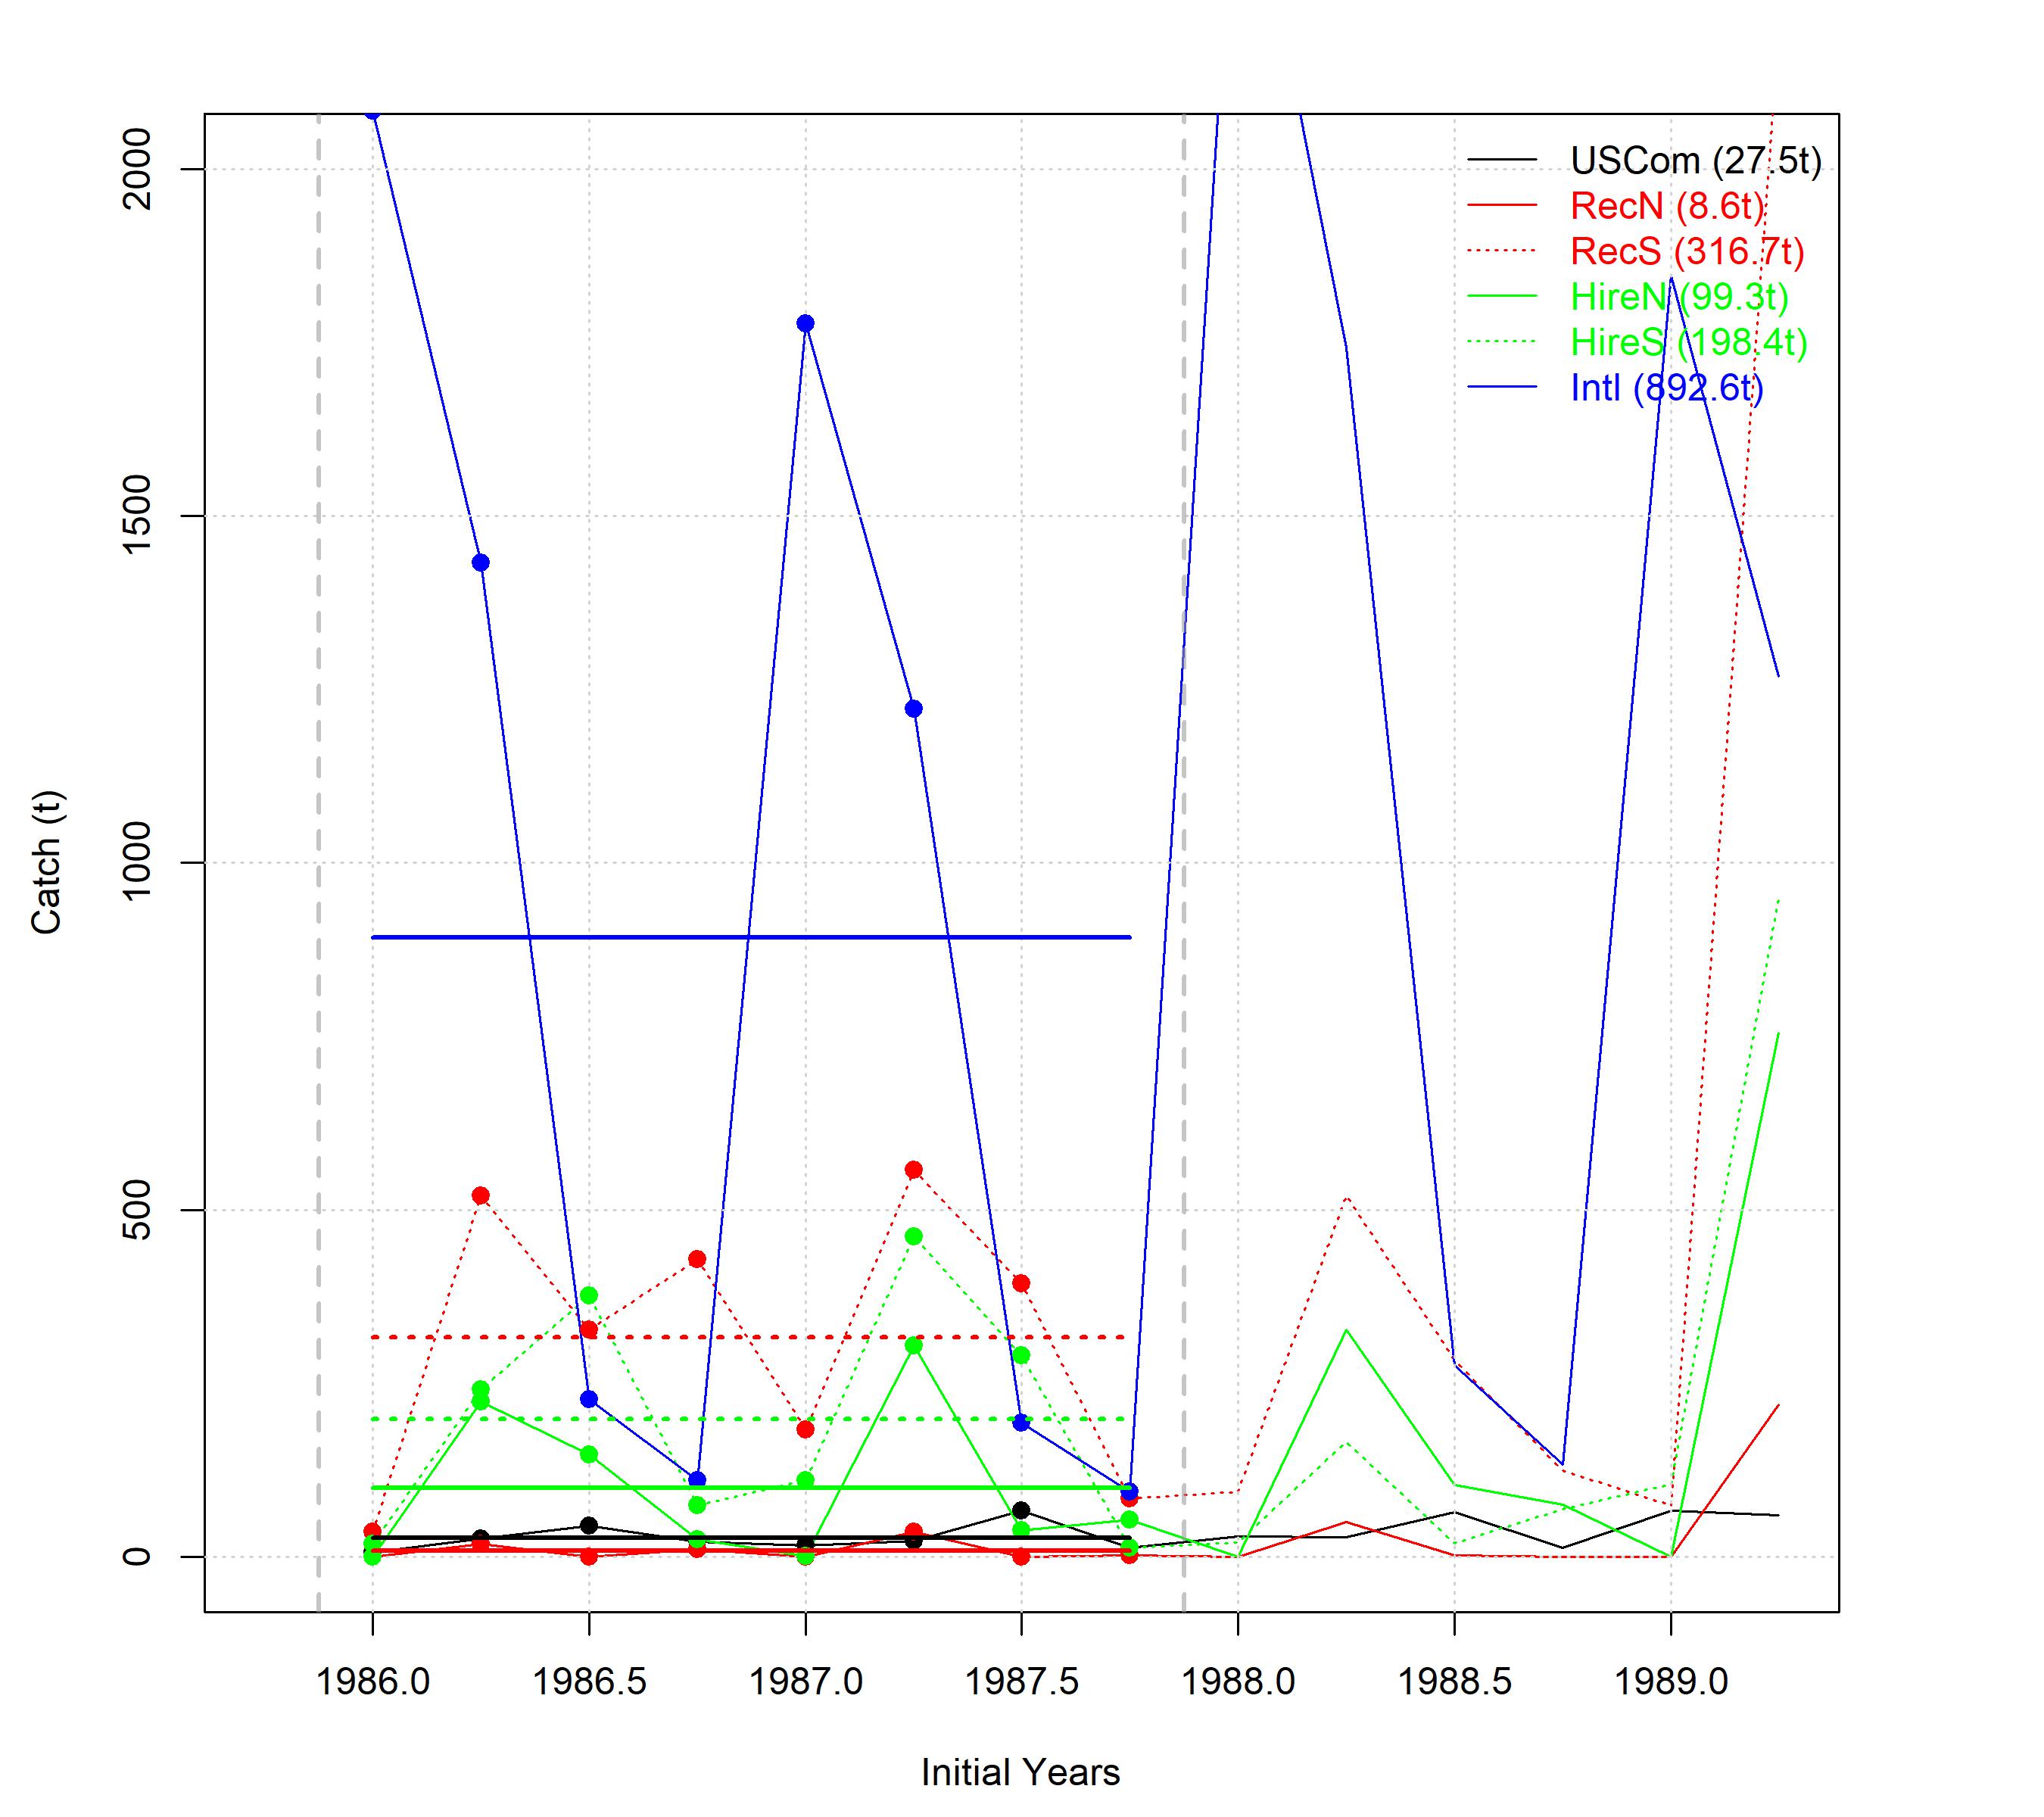 2000
1500
1000
500
0
Catch (t)
USCom (27.5t)
RecN (8.6t)
RecS (316.7t)
HireN (99.3t)
HireS (198.4t)
Intl (892.6t)
1986.0 1986.5 1987.0 1987.5 1988.0 1988.5 1989.0
Initial Years